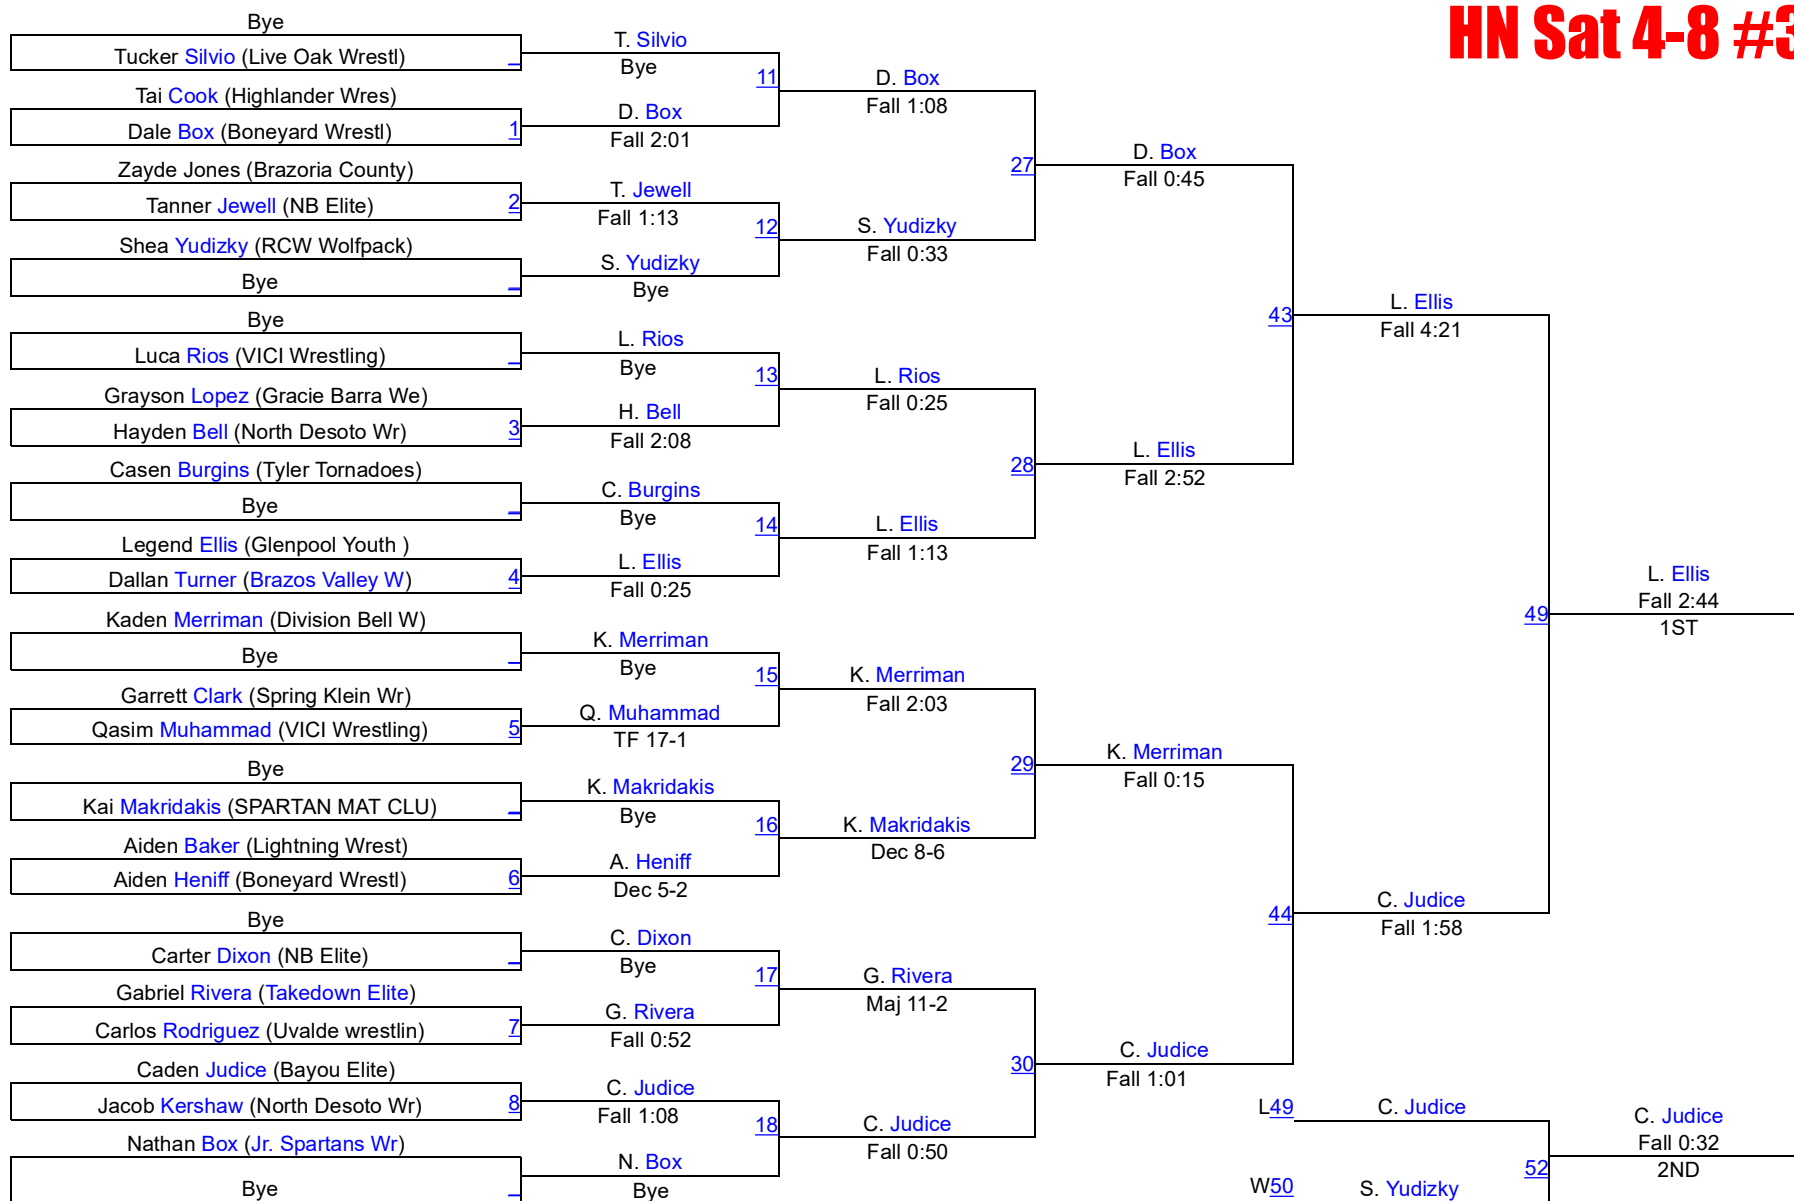 HN Sat 4-8 #3
Bye
Tucker Silvio (Live Oak Wrestl)
Tai Cook (Highlander Wres)
Dale Box (Boneyard Wrestl) 1
Zayde Jones (Brazoria County)
Tanner Jewell (NB Elite) 2
Shea Yudizky (RCW Wolfpack)
Bye
Bye
Luca Rios (VICI Wrestling)
Grayson Lopez (Gracie Barra We)
Hayden Bell (North Desoto Wr) 3
Casen Burgins (Tyler Tornadoes)
Bye
Legend Ellis (Glenpool Youth )
Dallan Turner (Brazos Valley W) 4
Kaden Merriman (Division Bell W)
Bye
Garrett Clark (Spring Klein Wr)
Qasim Muhammad (VICI Wrestling) 5
Bye
Kai Makridakis (SPARTAN MAT CLU)
Aiden Baker (Lightning Wrest)
Aiden Heniff (Boneyard Wrestl) 6
Bye
Carter Dixon (NB Elite)
Gabriel Rivera (Takedown Elite)
Carlos Rodriguez (Uvalde wrestlin) 7
Caden Judice (Bayou Elite)
Jacob Kershaw (North Desoto Wr) 8
Nathan Box (Jr. Spartans Wr)
Bye
T. Silvio
Bye
11
D. Box
Fall 2:01
T. Jewell
Fall 1:13
12
S. Yudizky
Bye
L. Rios
Bye
13
H. Bell
Fall 2:08
C. Burgins
Bye
14
L. Ellis
Fall 0:25
K. Merriman
Bye
15
Q. Muhammad
TF 17-1
K. Makridakis
Bye
16
A. Heniff
Dec 5-2
C. Dixon
Bye
17
G. Rivera
Fall 0:52
C. Judice
Fall 1:08
18
N. Box
Bye
D. Box
Fall 1:08
27
S. Yudizky
Fall 0:33
L. Rios
Fall 0:25
28
L. Ellis
Fall 1:13
K. Merriman
Fall 2:03
29
K. Makridakis
Dec 8-6
G. Rivera
Maj 11-2
30
C. Judice
Fall 0:50
D. Box
Fall 0:45
43
L. Ellis
Fall 2:52
K. Merriman
Fall 0:15
44
C. Judice
Fall 1:01
L. Ellis
Fall 4:21
49
C. Judice
Fall 1:58
L. Ellis
Fall 2:44
1ST
L49 C. Judice
52
W50 S. Yudizky
C. Judice
Fall 0:32
2ND